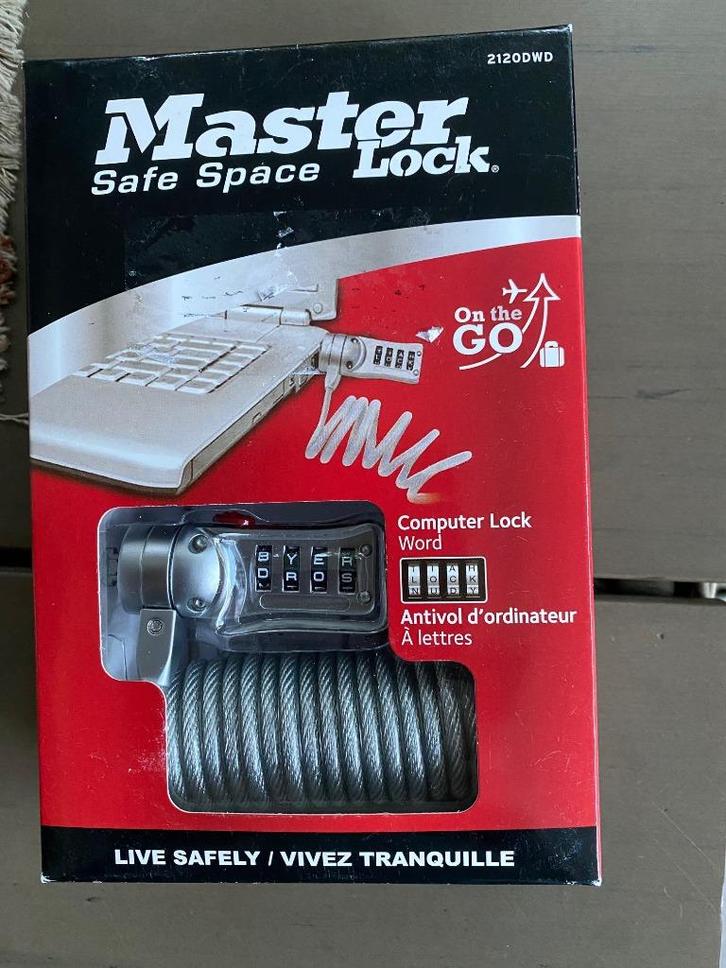 2120DWD
Master
Lock®
Safe Space
On the
GO
Computer Lock
Word
Antivol d'ordinateur
À lettres
B Y E R
D R O S
LIVE SAFELY / VIVEZ TRANQUILLE